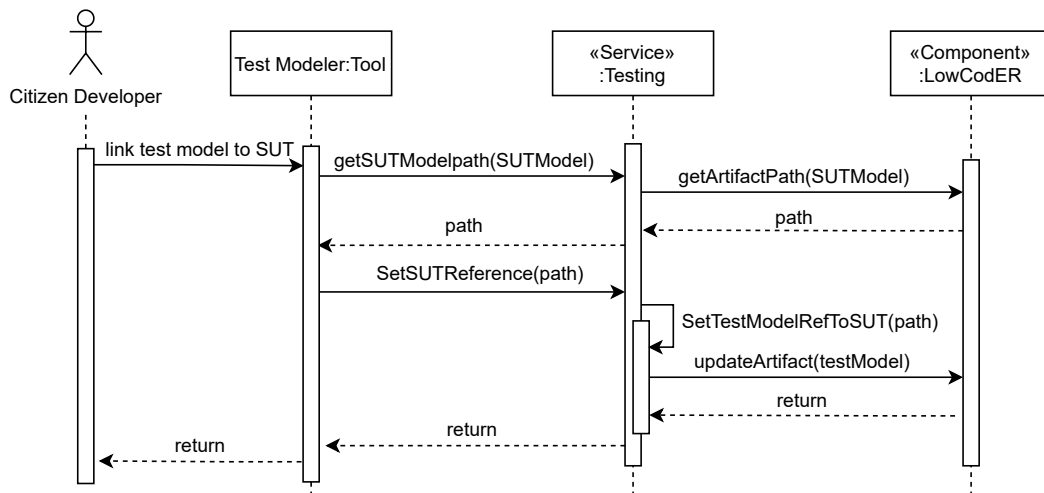 Citizen Developer
Test Modeler:Tool
«Service»
:Testing
«Component»
:LowCodER
link test model to SUT
getSUTModelpath(SUTModel)
getArtifactPath(SUTModel)
path
path
SetSUTReference(path)
SetTestModelRefToSUT(path)
updateArtifact(testModel)
return
return
return